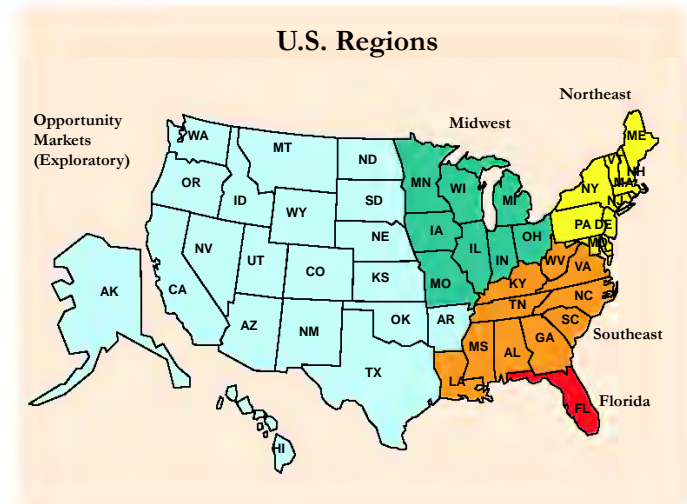 U.S. Regions
Northeast
Opportunity
Markets
(Exploratory)
Midwest
WA
MT
ND
ME
VT
NH
MN
WI
MA
OR
ID
SD
MI
NY
NJ
WY
IA
PA DE
NE
OH
MD
NV
UT
IL
IN
WV
CO
KS
MO
KY
VA
AK
CA
TN
NC
AZ
NM
OK
AR
SC
Southeast
MS
AL
GA
TX
LA
FL
Florida
HI